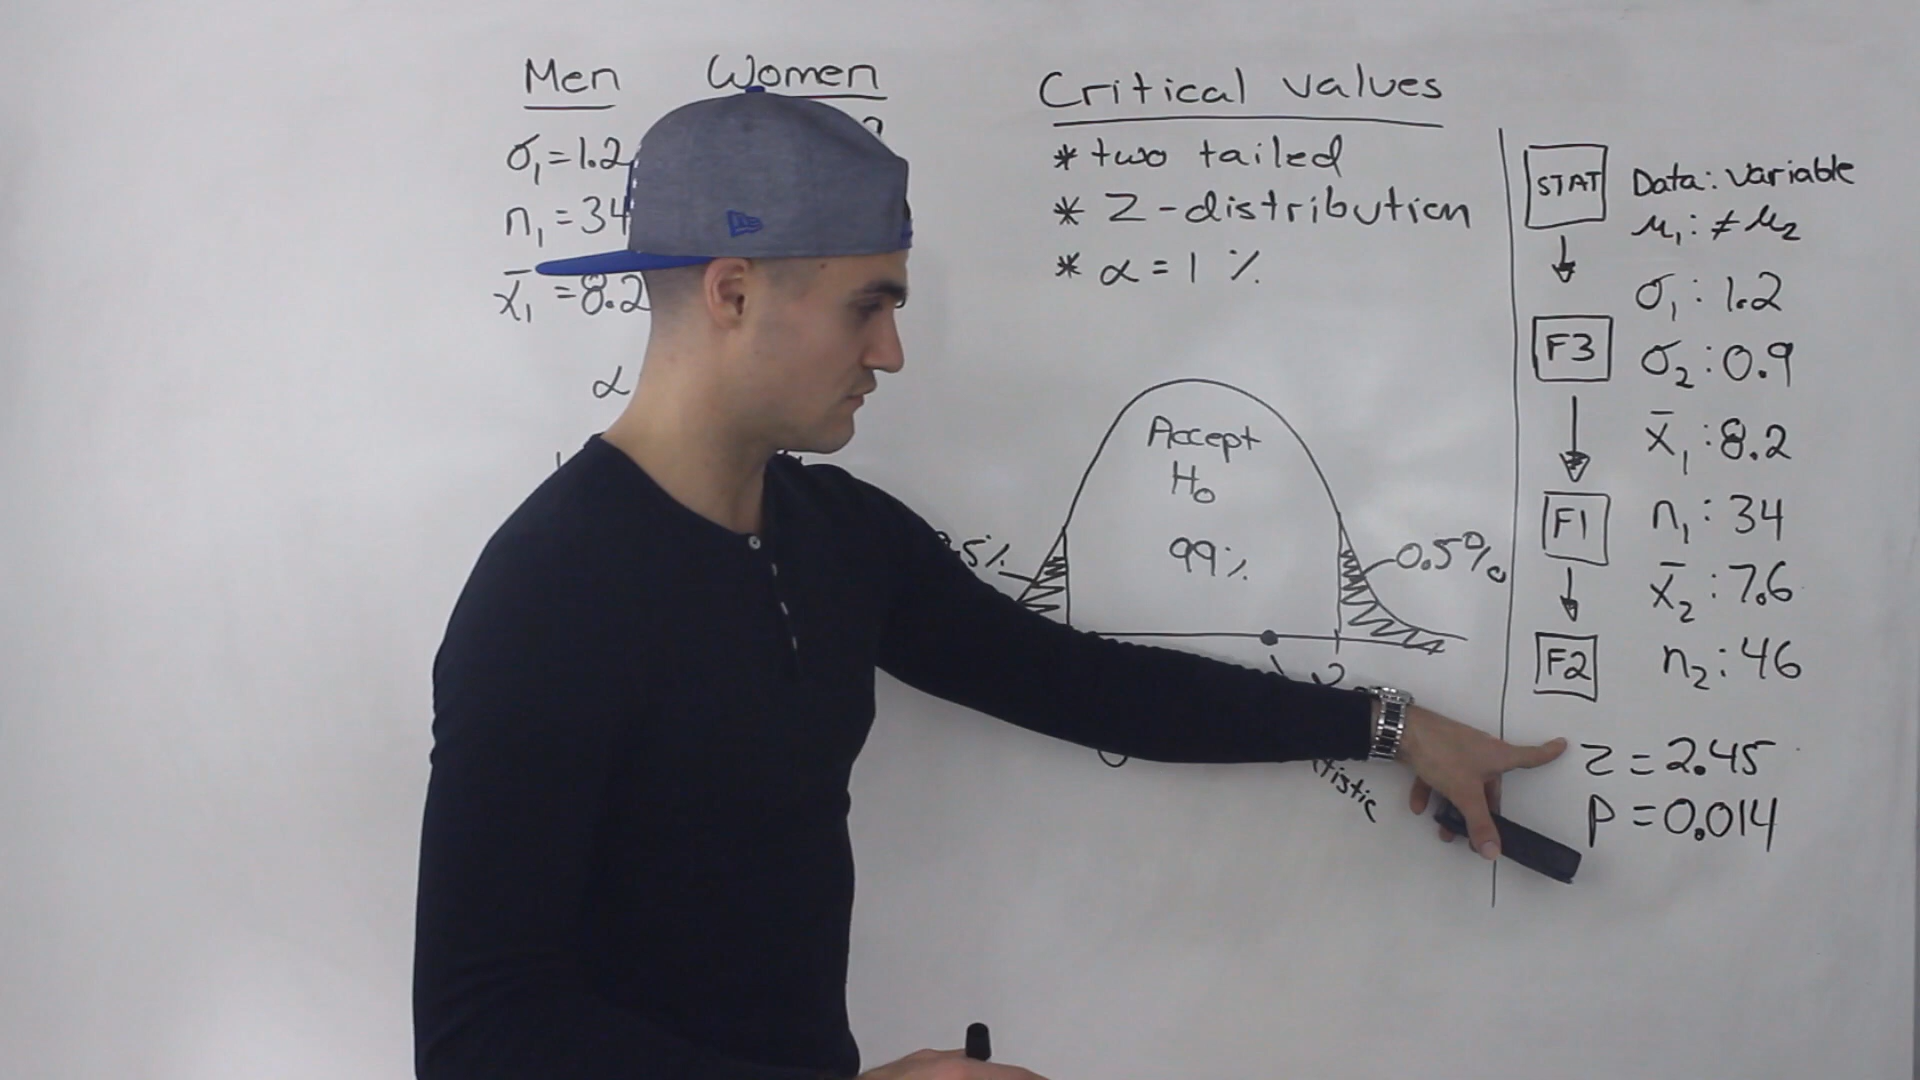 Men Women
σ₁=1.2
n₁=34
x̄₁=8.2
α
Critical values
* two tailed
* Z-distribution
* α=1%
Accept
H₀
99%
.5%
0.5%
tistic
STAT
F3
F1
F2
Data: Variable
μ₁: ≠μ₂
σ₁: 1.2
σ₂: 0.9
x̄₁: 8.2
n₁: 34
x̄₂: 7.6
n₂: 46
z=2.45
P=0.014